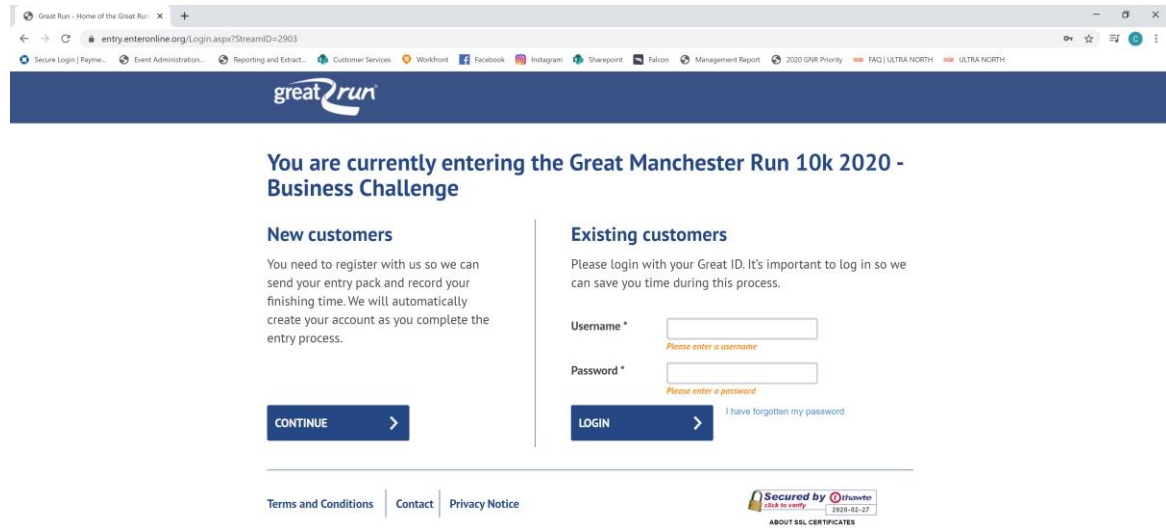 Great Run - Home of the Great Run
entry.enteronline.org/Login.aspx?StreamID=2903
Secure Login | Payme... Event Administration... Reporting and Extract... Customer Services Workfront Facebook Instagram Sharepoint Falcon Management Report 2020 GNR Priority FAQ | ULTRA NORTH ULTRA NORTH
great run
You are currently entering the Great Manchester Run 10k 2020 -
Business Challenge
New customers
You need to register with us so we can
send your entry pack and record your
finishing time. We will automatically
create your account as you complete the
entry process.
CONTINUE
Existing customers
Please login with your Great ID. It's important to log in so we
can save you time during this process.
Username *
Please enter a username
Password *
Please enter a password
LOGIN
I have forgotten my password
Terms and Conditions Contact Privacy Notice
Secured by thawte
click to verify 2020-02-27
ABOUT SSL CERTIFICATES